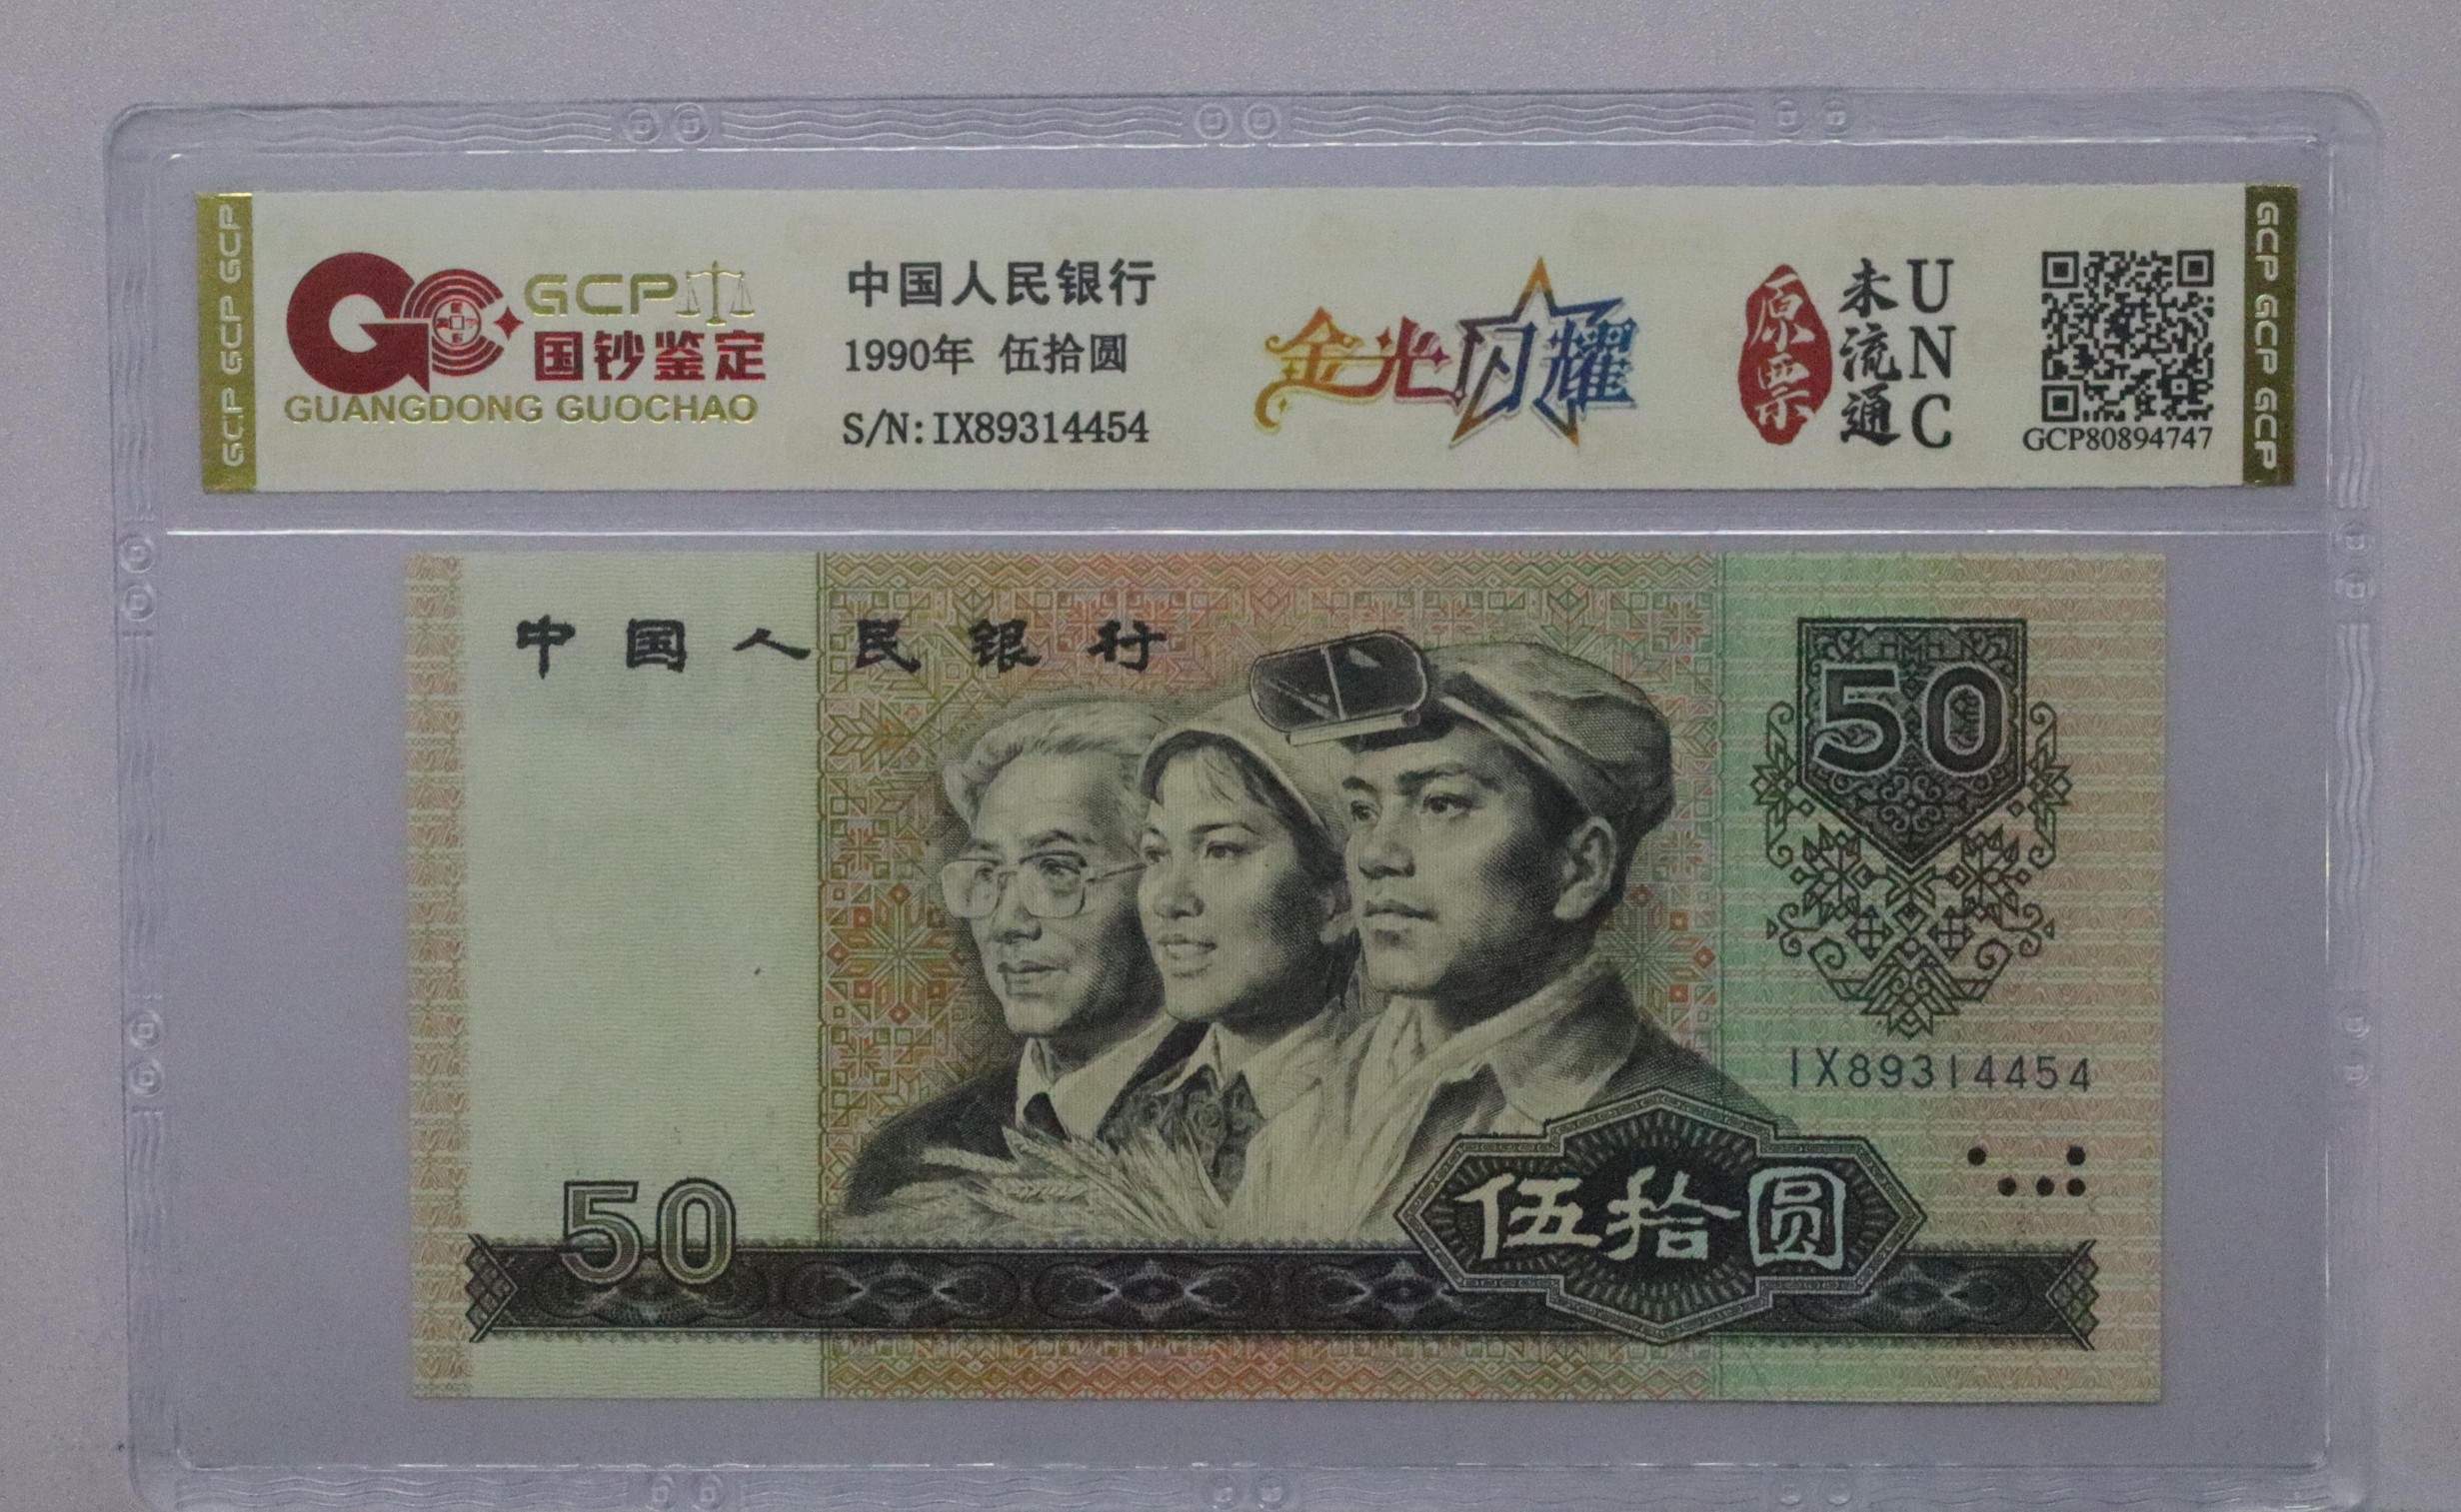 GCP GCP GCP
GCP
国钞鉴定
GUANGDONG GUOCHAO
中国人民银行
1990年 伍拾圆
S/N:IX89314454
金光闪耀
原票
未流通
UNC
GCP80894747
GCP GCP GCP
中国人民银行
50
IX89314454
50
伍拾圆